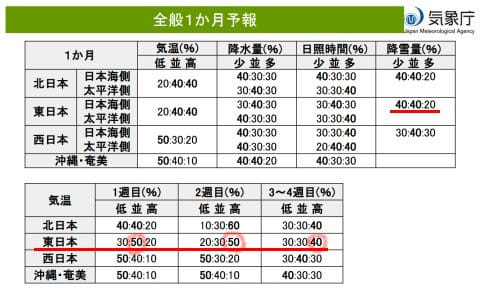 全般1か月予報
気象庁
Japan Meteorological Agency
1か月 気温(%) 降水量(%) 日照時間(%) 降雪量(%)
低 並 高 少 並 多 少 並 多 少 並 多
北日本 日本海側 20:40:40 40:30:30 30:30:40 40:40:20
太平洋側 30:40:30 30:30:40
東日本 日本海側 20:40:40 40:30:30 30:30:40 40:40:20
太平洋側 30:40:30 30:40:30
西日本 日本海側 50:30:20 40:30:30 30:30:40 30:40:30
太平洋側 40:30:30 20:40:40
沖縄・奄美 50:40:10 40:40:20 40:30:30
気温 1週目(%) 2週目(%) 3~4週目(%)
低 並 高 低 並 高 低 並 高
北日本 40:40:20 10:30:60 30:30:40
東日本 30:50:20 20:30:50 30:30:40
西日本 50:40:10 50:30:20 30:40:30
沖縄・奄美 50:40:10 50:40:10 40:30:30